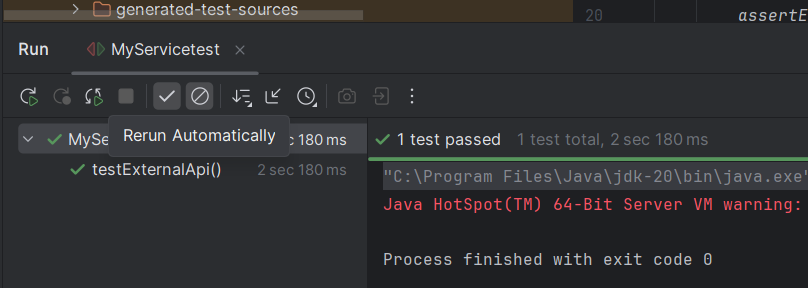 generated-test-sources
20 assertE
Run MyServicetest
Rerun Automatically
MySe c 180 ms
1 test passed 1 test total, 2 sec 180 ms
testExternalApi() 2 sec 180 ms
"C:\Program Files\Java\jdk-20\bin\java.exe"
Java HotSpot(TM) 64-Bit Server VM warning:
Process finished with exit code 0